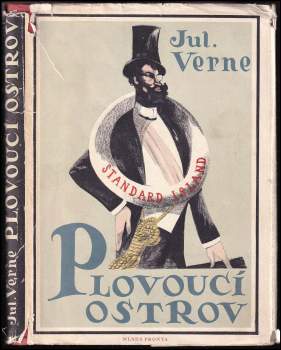 Jul. Verne PLOVOUCÍ OSTROV
Jul.
Verne
STANDARD ISLAND
PLOVOUCÍ
OSTROV
MLADÁ FRONTA